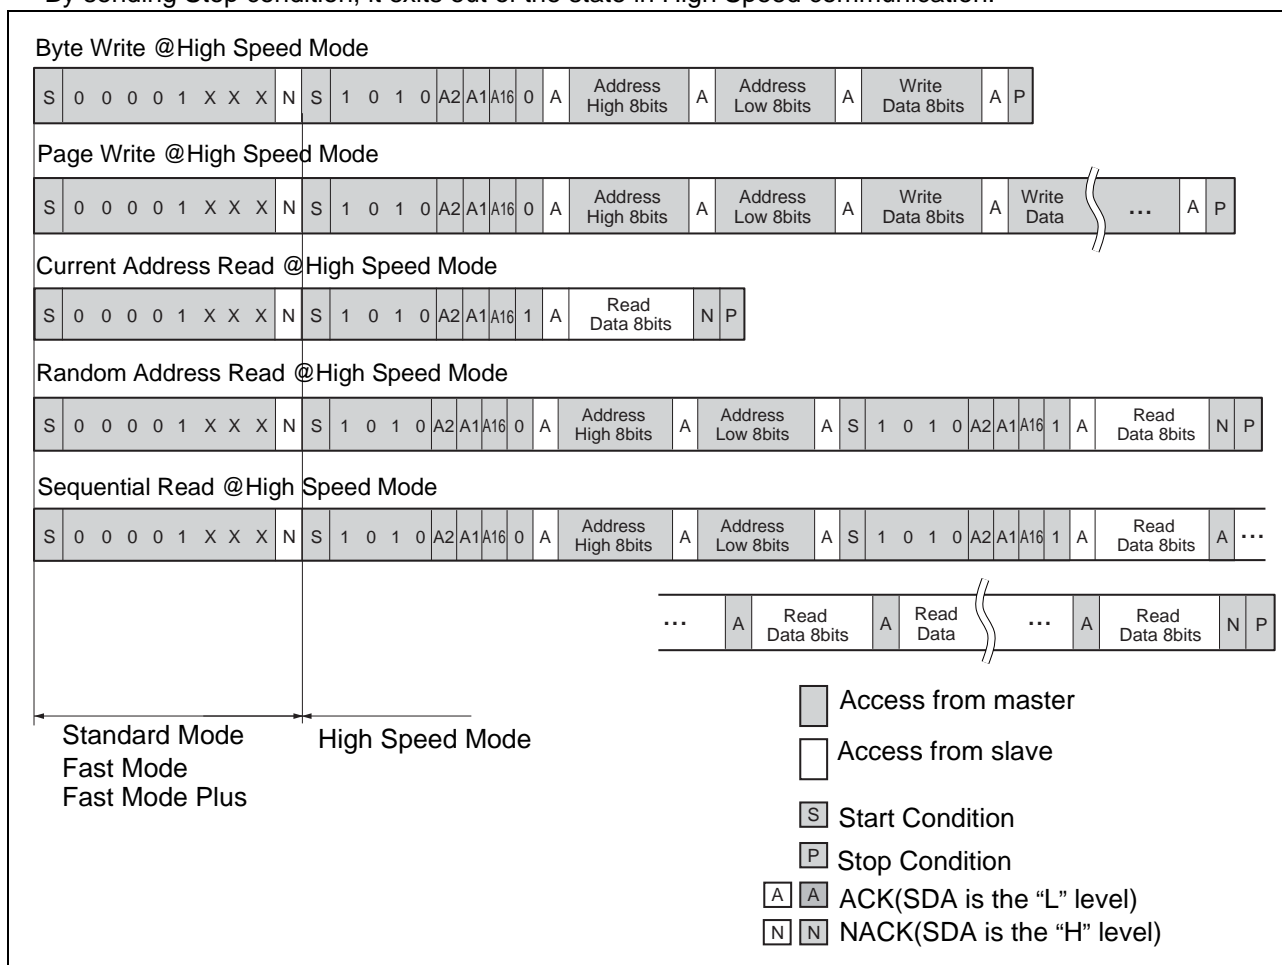 By sending Stop condition, it exits out of the state in High Speed communication.
Byte Write @High Speed Mode
S 0 0 0 0 1 X X X N S 1 0 1 0 A2 A1 A16 0 A Address High 8bits A Address Low 8bits A Write Data 8bits A P
Page Write @High Speed Mode
S 0 0 0 0 1 X X X N S 1 0 1 0 A2 A1 A16 0 A Address High 8bits A Address Low 8bits A Write Data 8bits A Write Data ... A P
Current Address Read @High Speed Mode
S 0 0 0 0 1 X X X N S 1 0 1 0 A2 A1 A16 1 A Read Data 8bits N P
Random Address Read @High Speed Mode
S 0 0 0 0 1 X X X N S 1 0 1 0 A2 A1 A16 0 A Address High 8bits A Address Low 8bits A S 1 0 1 0 A2 A1 A16 1 A Read Data 8bits N P
Sequential Read @High Speed Mode
S 0 0 0 0 1 X X X N S 1 0 1 0 A2 A1 A16 0 A Address High 8bits A Address Low 8bits A S 1 0 1 0 A2 A1 A16 1 A Read Data 8bits A ...
... A Read Data 8bits A Read Data ... A Read Data 8bits N P
Standard Mode
Fast Mode
Fast Mode Plus
High Speed Mode
Access from master
Access from slave
S Start Condition
P Stop Condition
A A ACK(SDA is the “L” level)
N N NACK(SDA is the “H” level)